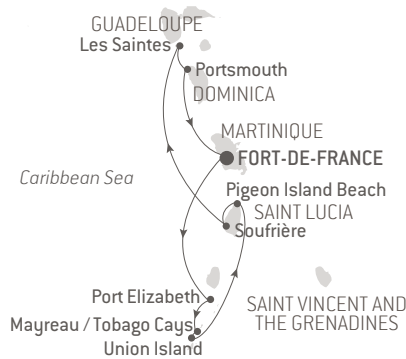 GUADELOUPE
Les Saintes
Portsmouth
DOMINICA
MARTINIQUE
FORT-DE-FRANCE
Caribbean Sea
Pigeon Island Beach
SAINT LUCIA
Soufrière
Port Elizabeth
SAINT VINCENT AND
THE GRENADINES
Mayreau / Tobago Cays
Union Island